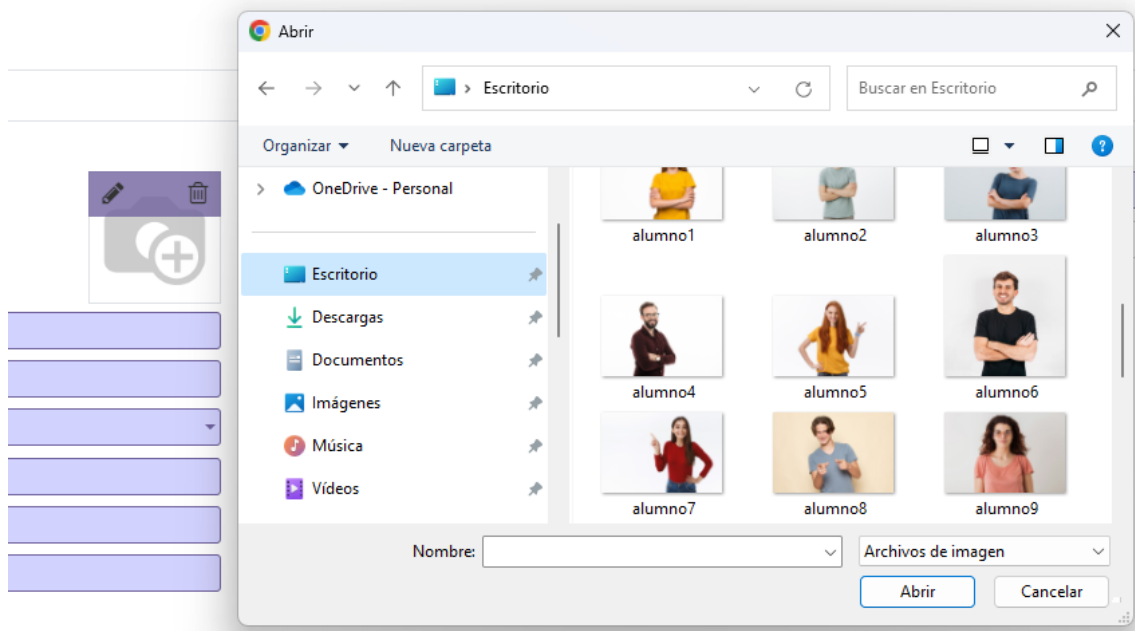 Abrir
Escritorio
Buscar en Escritorio
Organizar
Nueva carpeta
OneDrive - Personal
Escritorio
Descargas
Documentos
Imágenes
Música
Vídeos
alumno1 alumno2 alumno3
alumno4 alumno5 alumno6
alumno7 alumno8 alumno9
Nombre:
Archivos de imagen
Abrir Cancelar